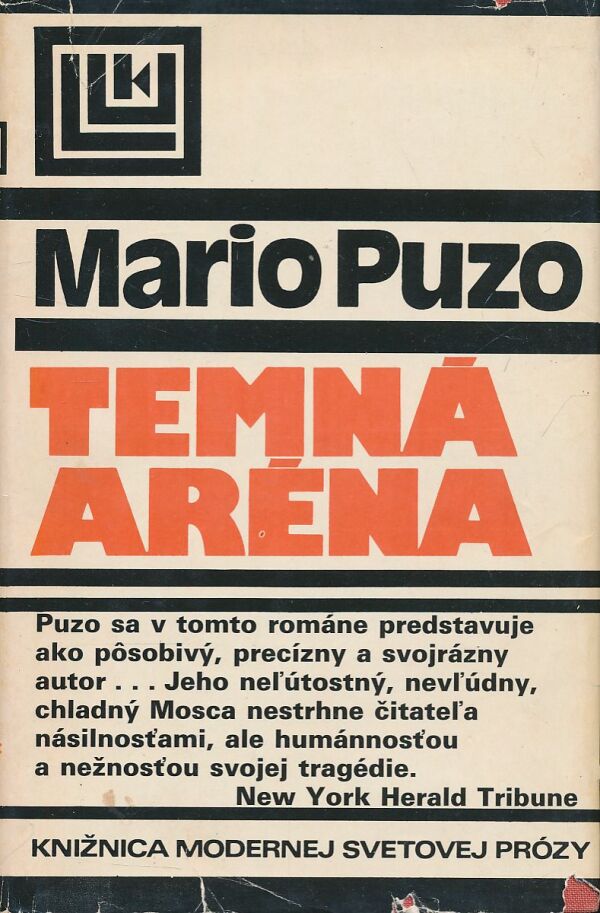 Mario Puzo
TEMNÁ
ARÉNA
Puzo sa v tomto románe predstavuje
ako pôsobivý, precízny a svojrázny
autor . . . Jeho neľútostný, nevľúdny,
chladný Mosca nestrhne čitateľa
násilnosťami, ale humánnosťou
a nežnosťou svojej tragédie.
New York Herald Tribune
KNIŽNICA MODERNEJ SVETOVEJ PRÓZY